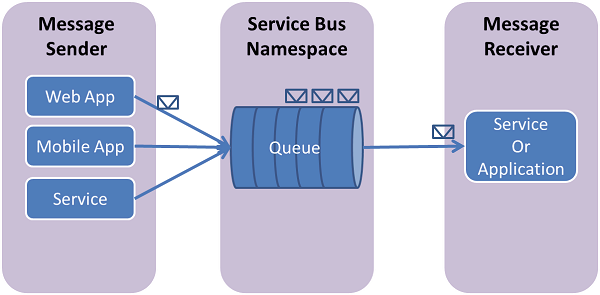 Message
Sender
Web App
Mobile App
Service
Service Bus
Namespace
Queue
Message
Receiver
Service
Or
Application